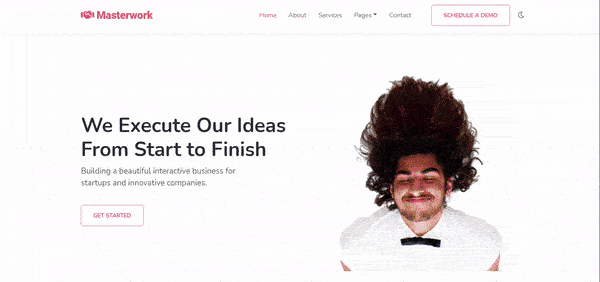 Masterwork
Home About Services Pages Contact SCHEDULE A DEMO
We Execute Our Ideas
From Start to Finish
Building a beautiful interactive business for
startups and innovative companies.
GET STARTED